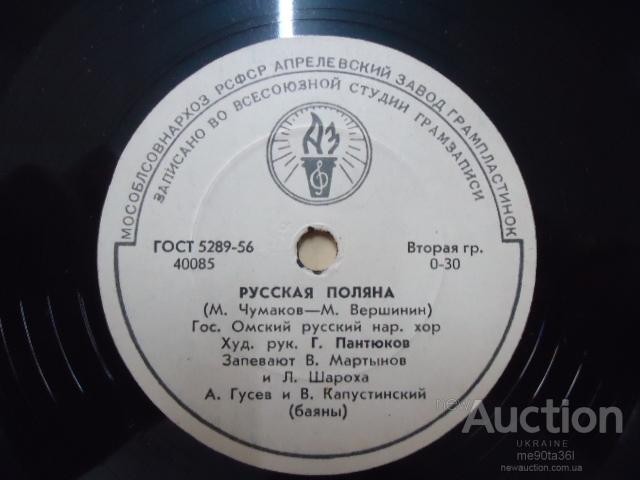 МОСОБЛСОВНАРХОЗ РСФСР АПРЕЛЕВСКИЙ ЗАВОД ГРАМПЛАСТИНОК
ЗАПИСАНО ВО ВСЕСОЮЗНОЙ СТУДИИ ГРАМЗАПИСИ
АЗ
ГОСТ 5289-56
40085
Вторая гр.
0-30
РУССКАЯ ПОЛЯНА
(М. Чумаков—М. Вершинин)
Гос. Омский русский нар. хор
Худ. рук. Г. Пантюков
Запевают В. Мартынов
и Л. Шароха
А. Гусев и В. Капустинский
(баяны)
newAuction
UKRAINE
me90ta36l
newauction.com.ua